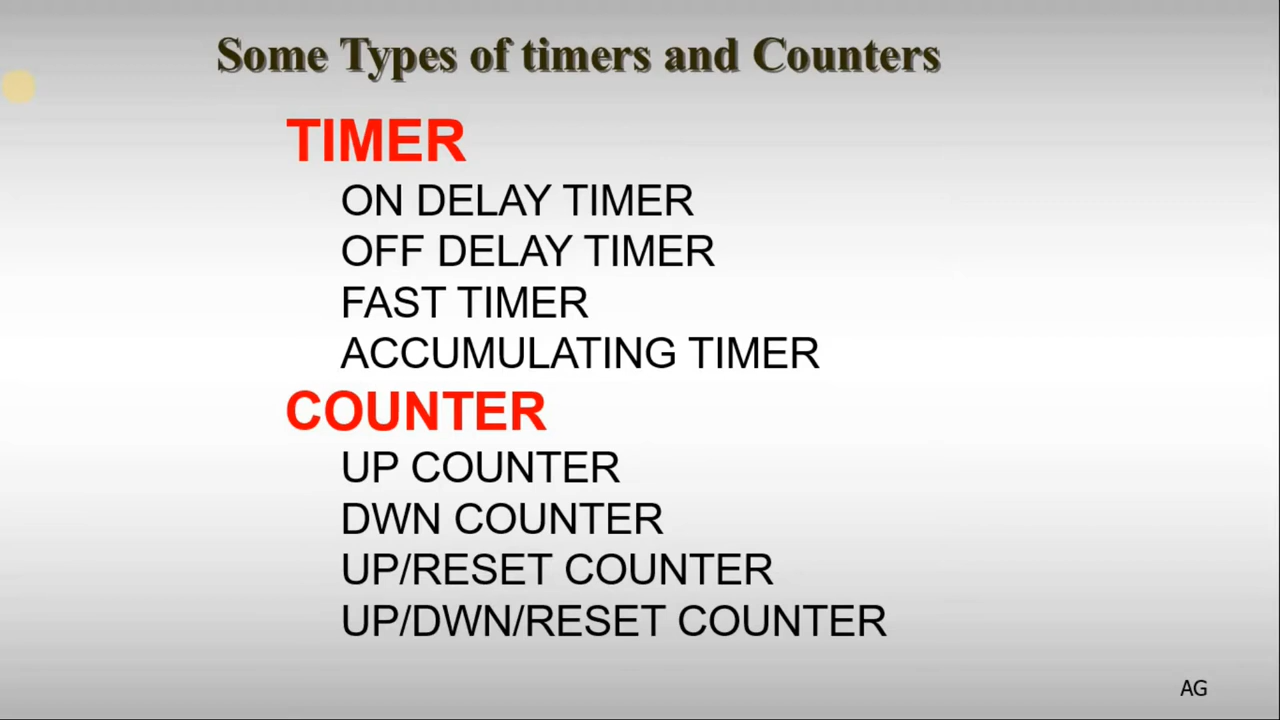 Some Types of timers and Counters
TIMER
ON DELAY TIMER
OFF DELAY TIMER
FAST TIMER
ACCUMULATING TIMER
COUNTER
UP COUNTER
DWN COUNTER
UP/RESET COUNTER
UP/DWN/RESET COUNTER
AG